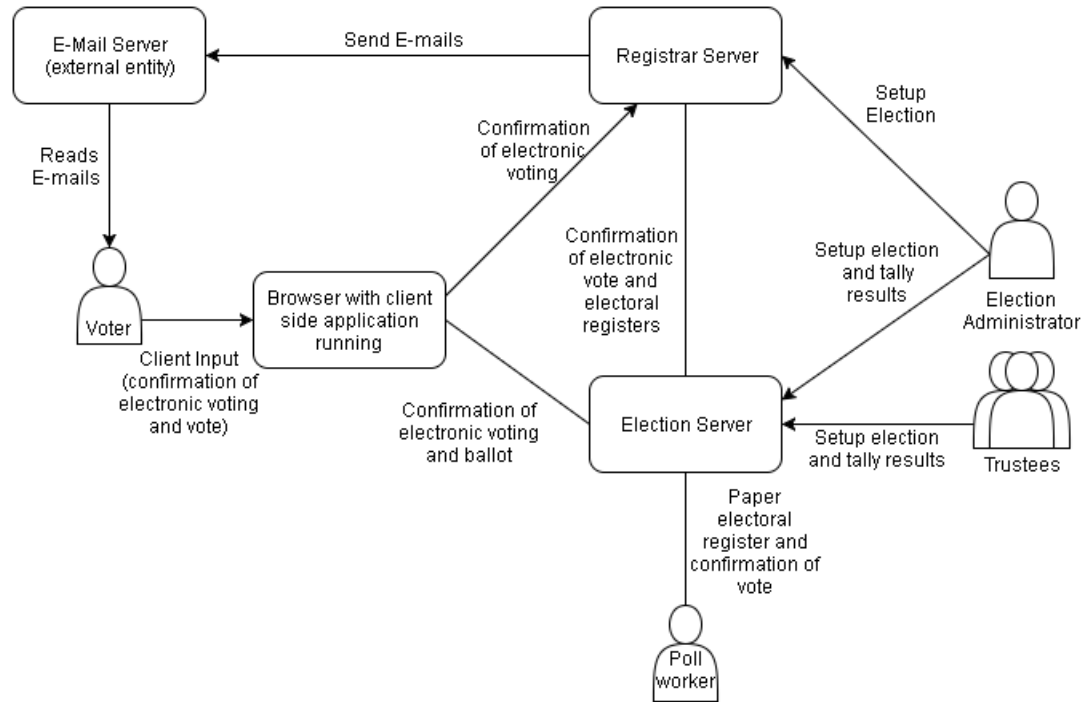 E-Mail Server
(external entity)
Send E-mails
Registrar Server
Setup
Election
Confirmation
of electronic
voting
Reads
E-mails
Confirmation
of electronic
vote and
electoral
registers
Setup election
and tally
results
Election
Administrator
Voter
Browser with client
side application
running
Client Input
(confirmation of
electronic voting
and vote)
Confirmation of
electronic voting
and ballot
Election Server
Setup election
and tally results
Trustees
Paper
electoral
register and
confirmation of
vote
Poll
worker